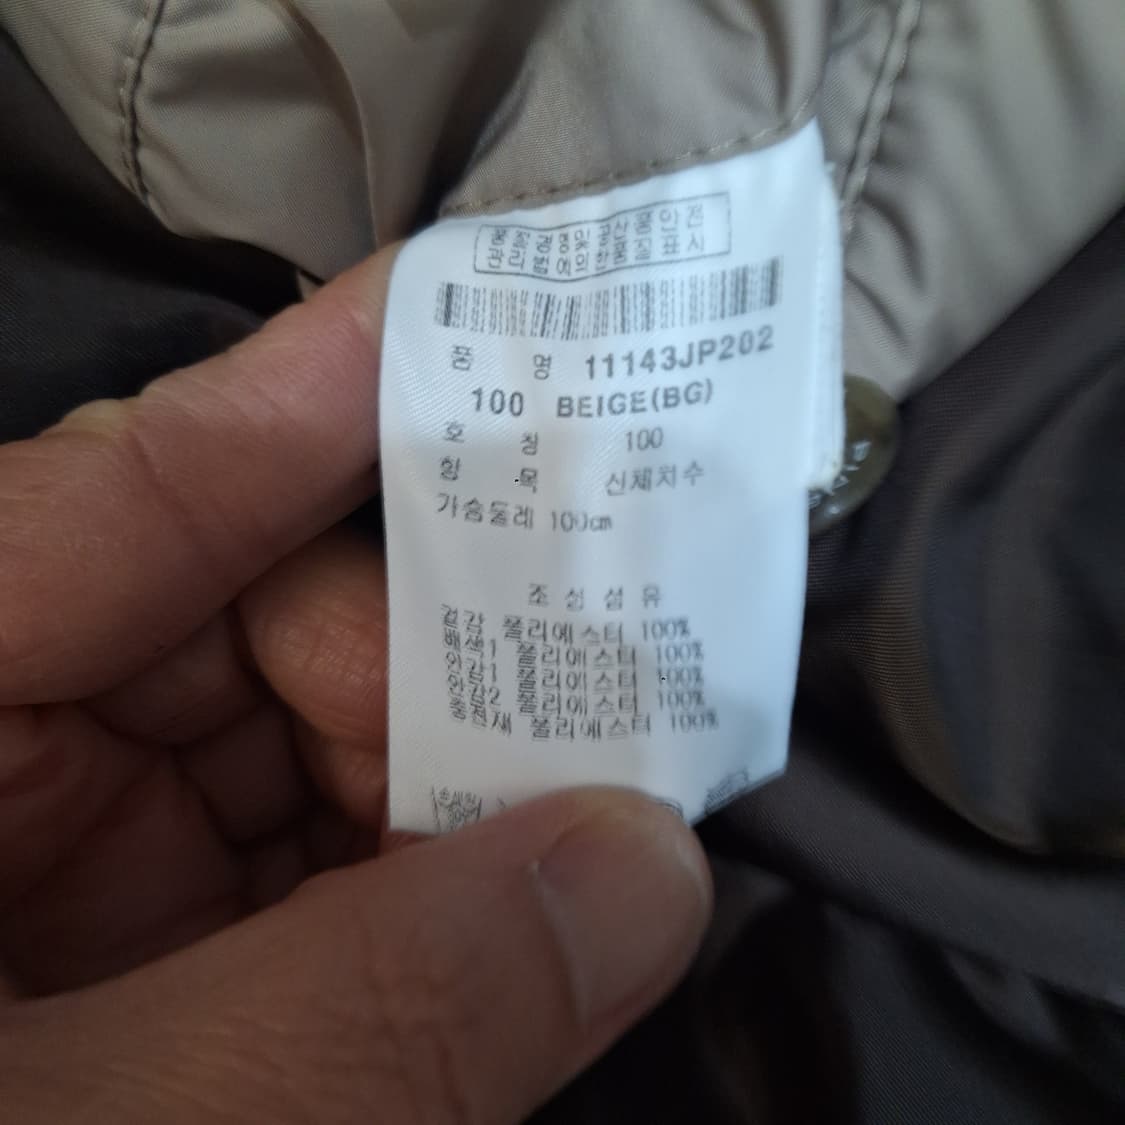 품질경영및공산품안전
관리법에의한품질표시
품 명 11143JP202
100 BEIGE(BG)
호 칭 100
항 목 신체치수
가슴둘레 100cm
조 성 섬 유
겉감 폴리에스터 100%
배색1 폴리에스터 100%
안감1 폴리에스터 100%
안감2 폴리에스터 100%
충전재 폴리에스터 100%
손세탁